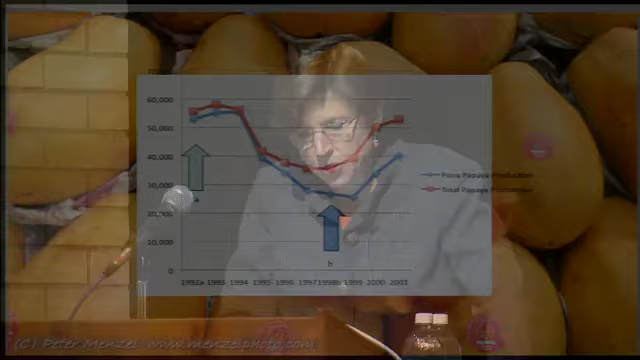 60,000
50,000
40,000
30,000
20,000
10,000
0
a
b
1992a 1993 1994 1995 1996 1997 1998b 1999 2000 2001
Puna Papaya Production
Total Papaya Production
(C) Peter Menzel www.menzelphoto.com